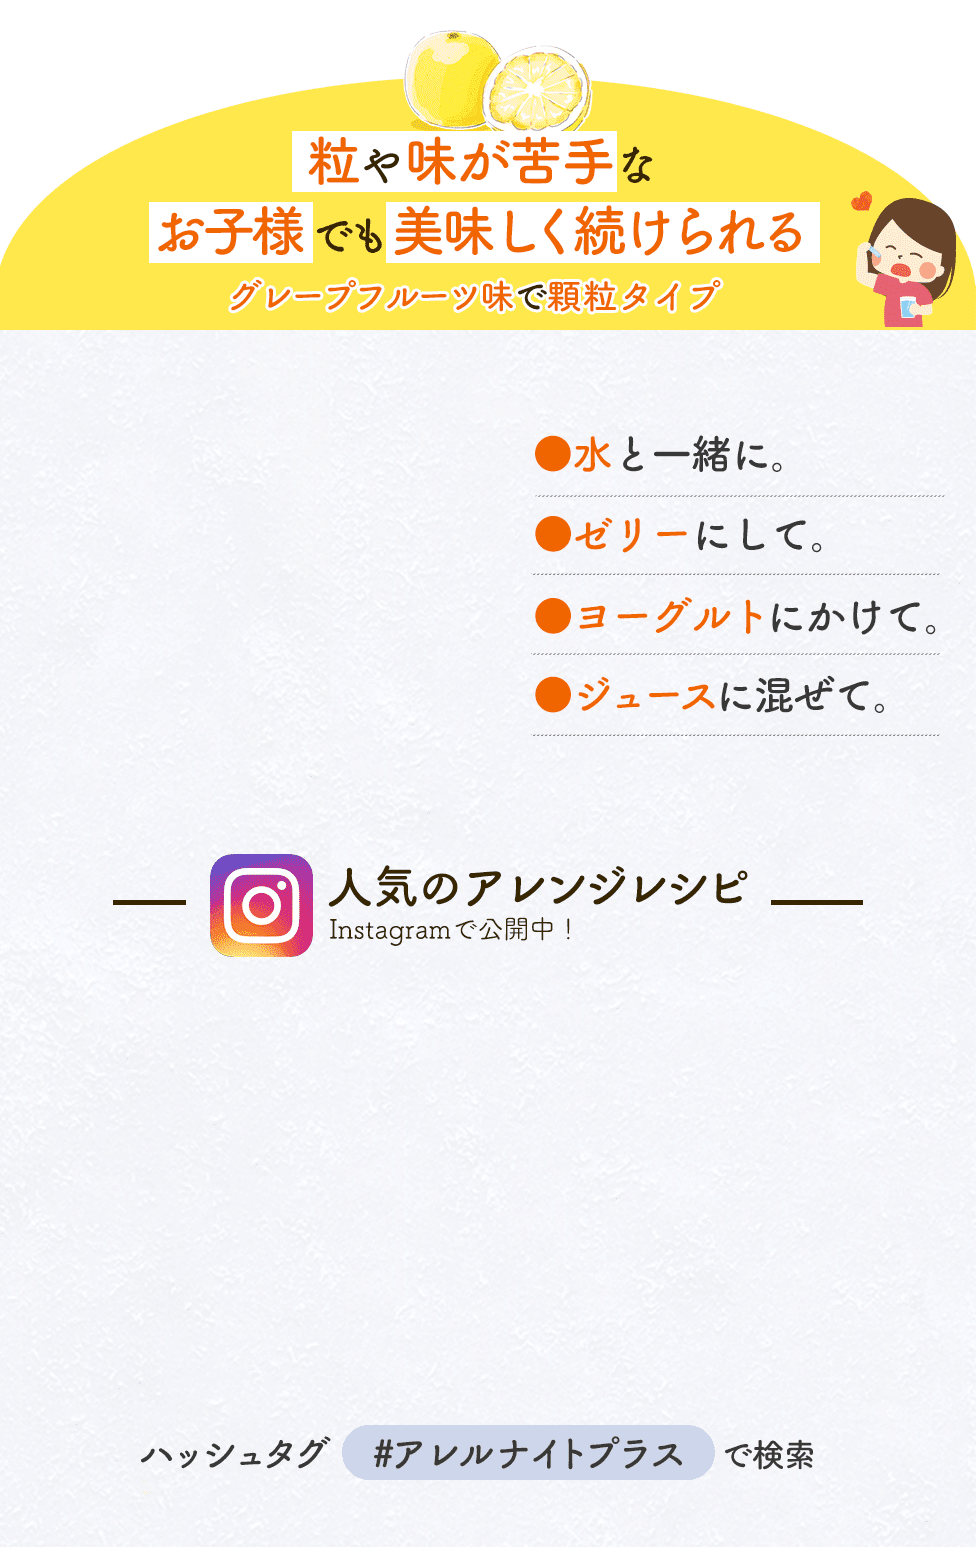 粒や味が苦手な
お子様でも美味しく続けられる
グレープフルーツ味で顆粒タイプ
●水と一緒に。
●ゼリーにして。
●ヨーグルトにかけて。
●ジュースに混ぜて。
人気のアレンジレシピ
Instagramで公開中！
ハッシュタグ #アレルナイトプラス で検索